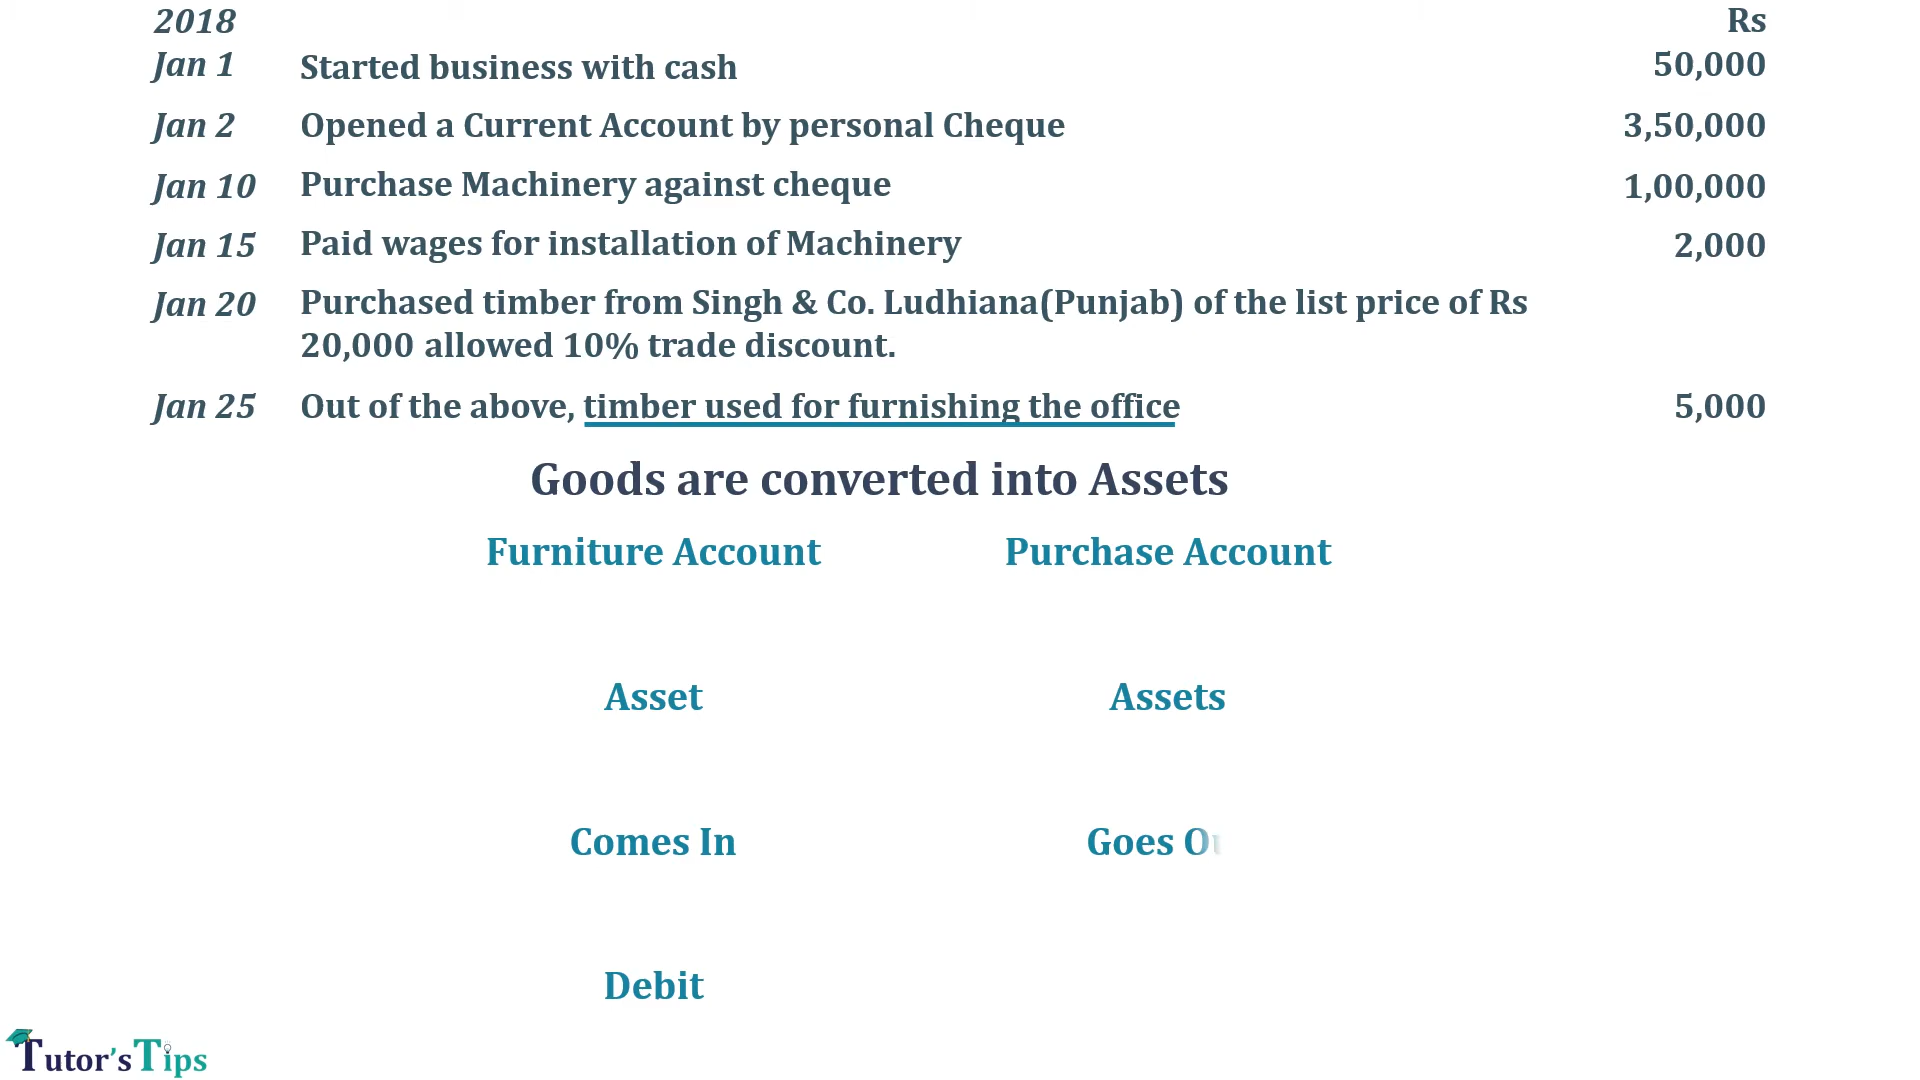 2018 Rs
Jan 1 Started business with cash 50,000
Jan 2 Opened a Current Account by personal Cheque 3,50,000
Jan 10 Purchase Machinery against cheque 1,00,000
Jan 15 Paid wages for installation of Machinery 2,000
Jan 20 Purchased timber from Singh & Co. Ludhiana(Punjab) of the list price of Rs
20,000 allowed 10% trade discount.
Jan 25 Out of the above, timber used for furnishing the office 5,000
Goods are converted into Assets
Furniture Account Purchase Account
Asset Assets
Comes In Goes
Debit
Tutor'sTips